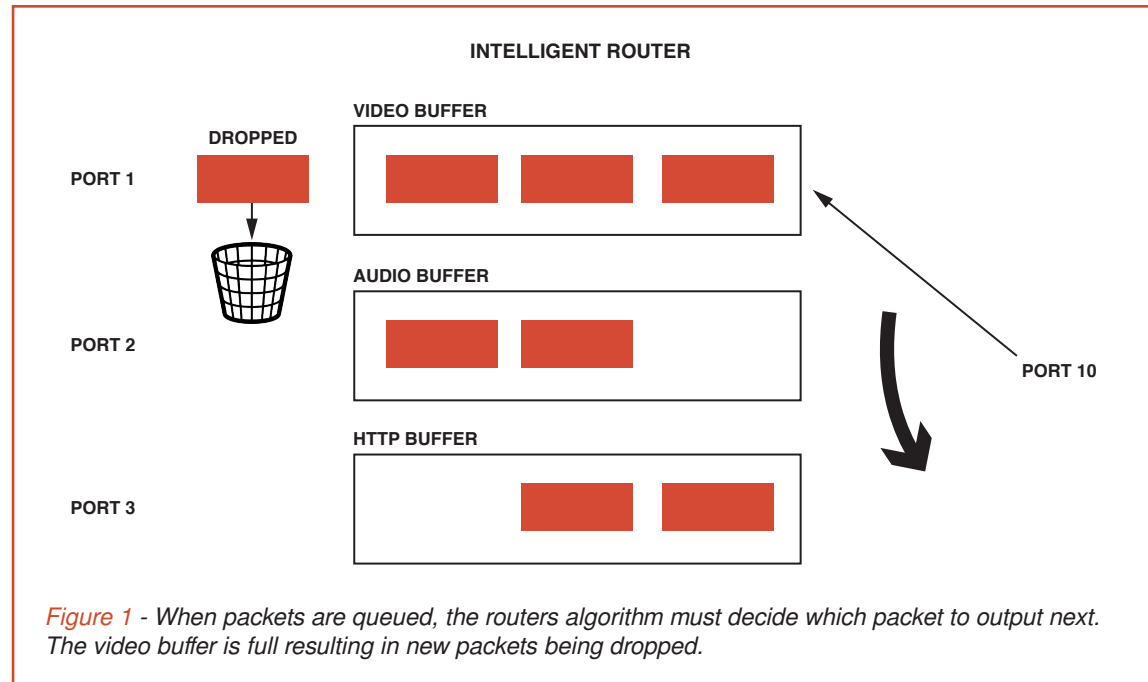 INTELLIGENT ROUTER
VIDEO BUFFER
DROPPED
PORT 1
AUDIO BUFFER
PORT 2
PORT 10
HTTP BUFFER
PORT 3
Figure 1 - When packets are queued, the routers algorithm must decide which packet to output next.
The video buffer is full resulting in new packets being dropped.